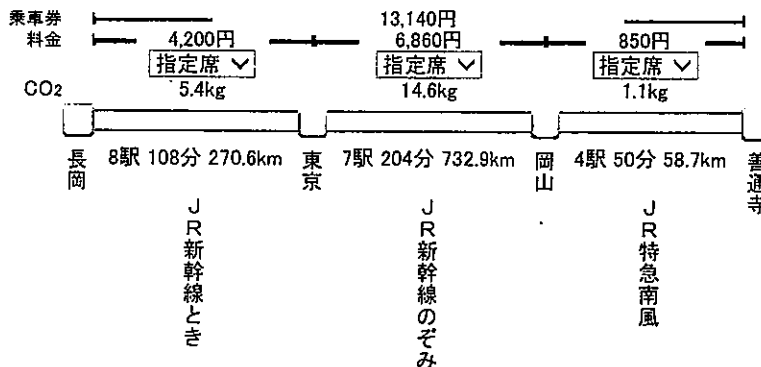 乗車券 13,140円
料金 4,200円 6,860円 850円
指定席 指定席 指定席
CO2 5.4kg 14.6kg 1.1kg
長岡 8駅 108分 270.6km 東京 7駅 204分 732.9km 岡山 4駅 50分 58.7km 善通寺
JR新幹線とき
JR新幹線のぞみ
JR特急南風